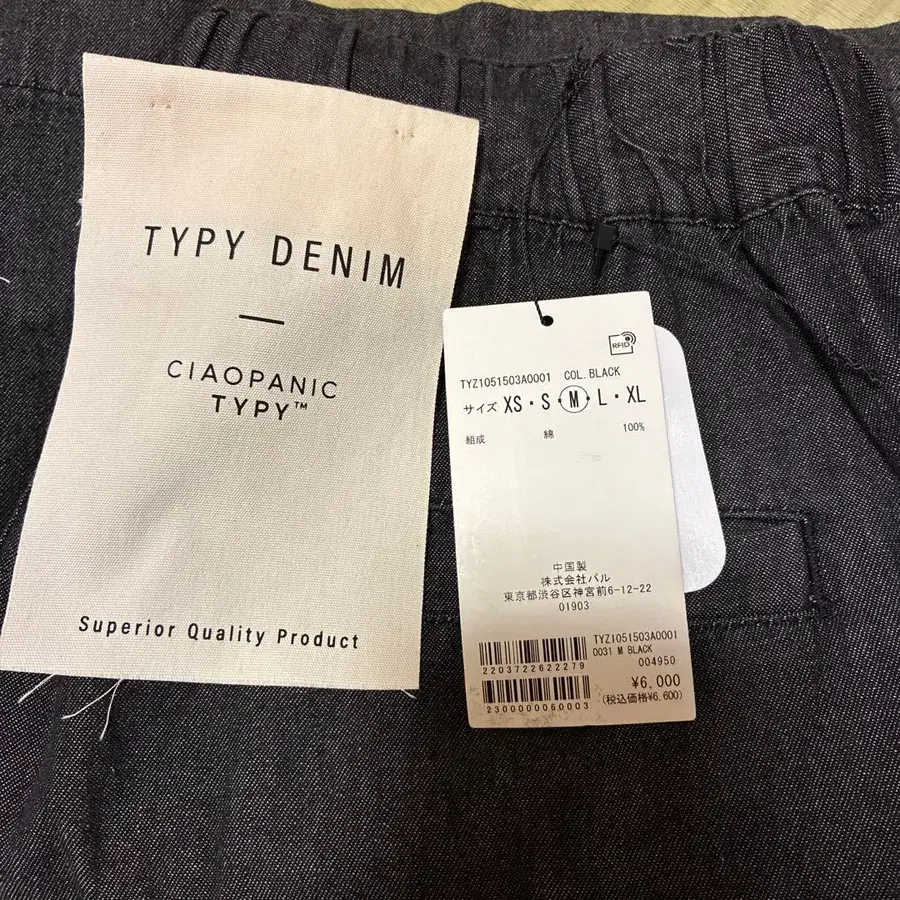 TYPY DENIM
CIAOPANIC
TYPY™
Superior Quality Product
RFID
TYZ1051503A0001 COL.BLACK
サイズ XS・S・M・L・XL
組成 綿 100%
中国製
株式会社パル
東京都渋谷区神宮前6-12-22
01903
TYZ1051503A0001
0031 M BLACK
2203722622279
004950
¥6,000
2300000060003
(税込価格¥6,600)